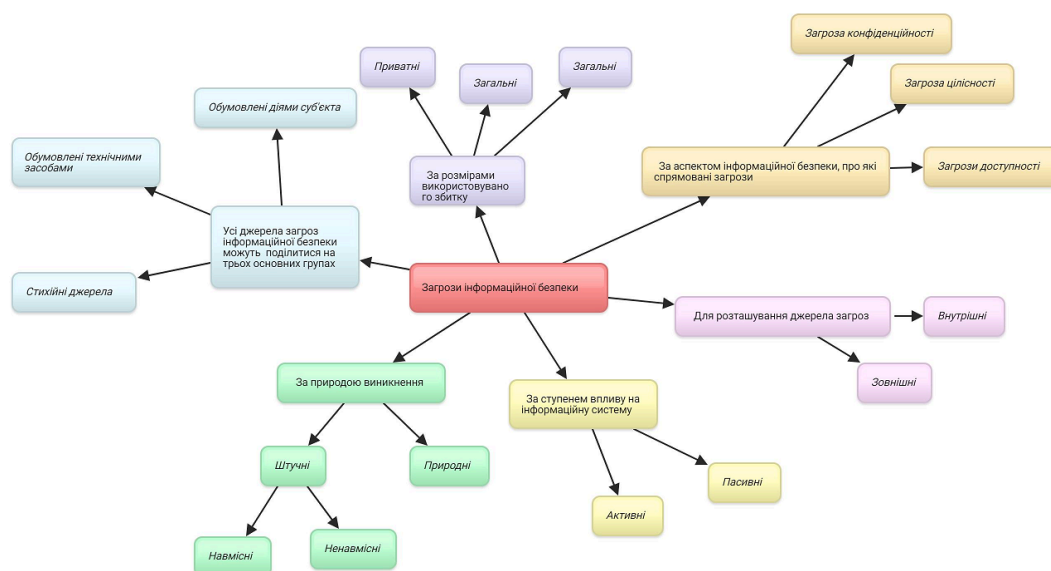 Загроза конфіденційності
Приватні
Загальні
Загальні
Загроза цілісності
Обумовлені діями суб'єкта
Обумовлені технічними
засобами
За розмірами
використовувано
го збитку
За аспектом інформаційної безпеки, про які
спрямовані загрози
Загрози доступності
Усі джерела загроз
інформаційної безпеки
можуть поділитися на
трьох основних групах
Стихійні джерела
Загрози інформаційної безпеки
Для розташування джерела загроз
Внутрішні
Зовнішні
За природою виникнення
За ступенем впливу на
інформаційну систему
Штучні
Природні
Пасивні
Активні
Навмісні
Ненавмісні